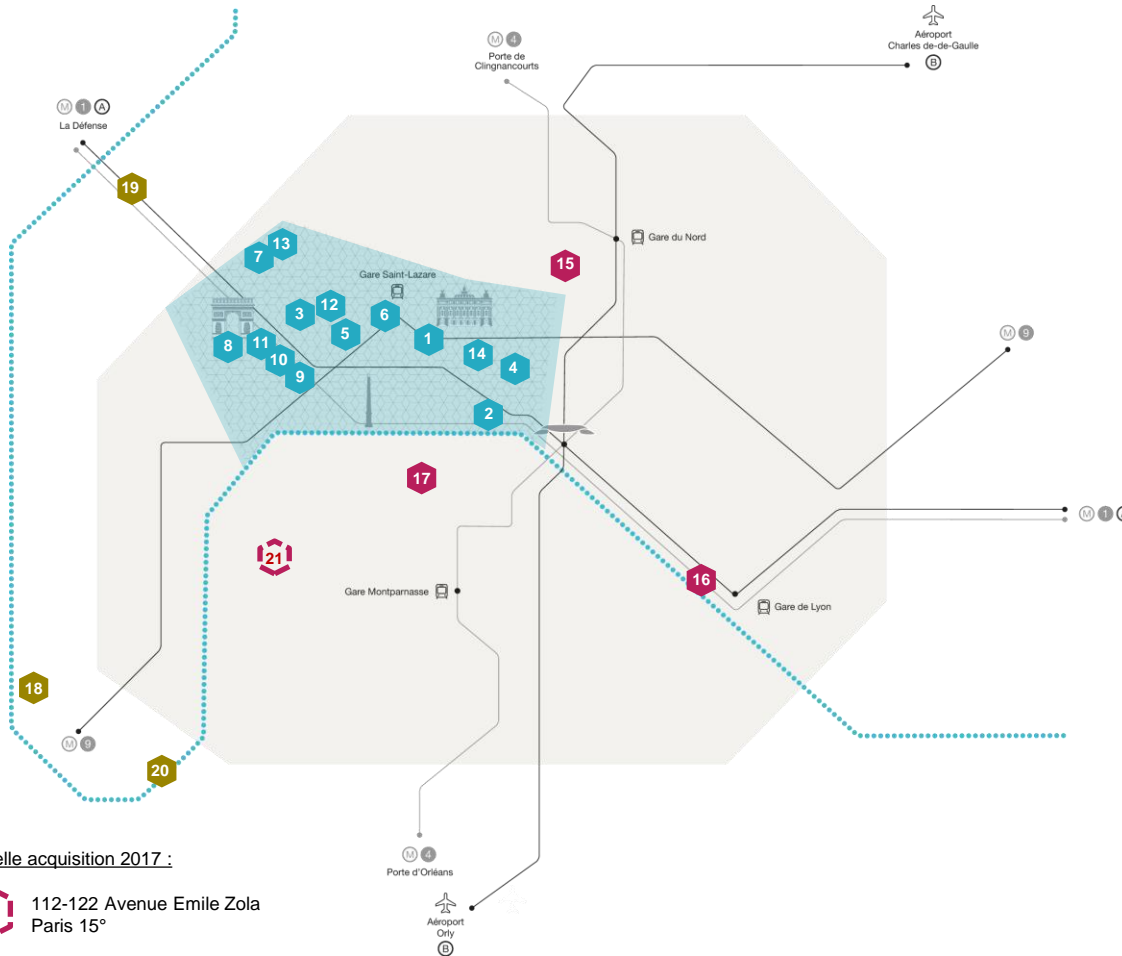 Aéroport
Charles de-de-Gaulle
B
M 4
Porte de
Clingnancourts
M 1 A
La Défense
19
Gare du Nord
13
7
15
Gare Saint-Lazare
12
3
6
5
1
M 9
8
11
10
14
4
9
2
17
M 1
21
16
Gare Montparnasse
Gare de Lyon
18
M 9
20
elle acquisition 2017 :
M 4
Porte d'Orléans
112-122 Avenue Emile Zola
Paris 15°
Aéroport
Orly
B